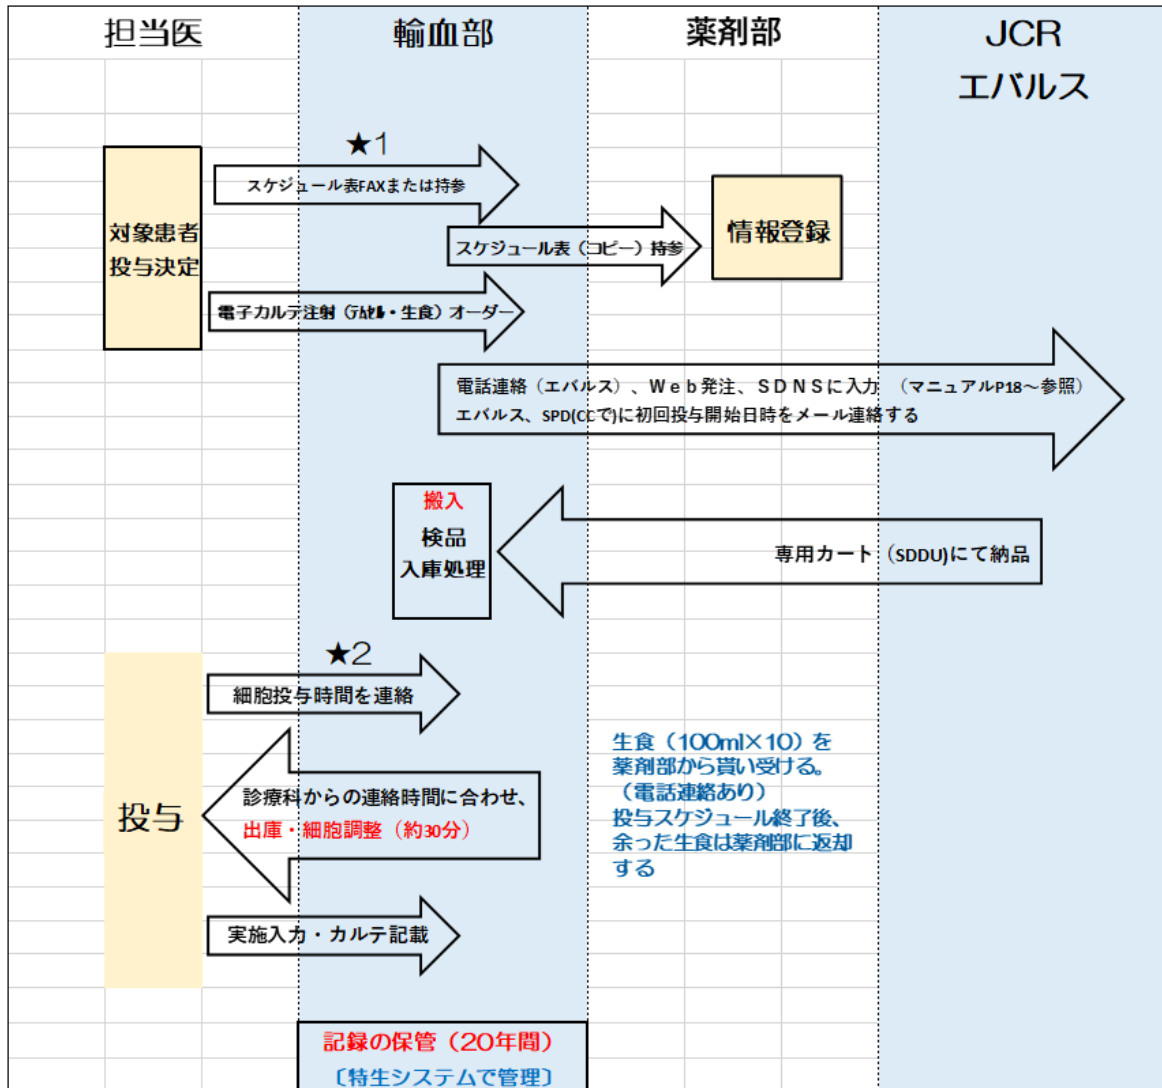 担当医
輸血部
薬剤部
JCR
エバルス
★1
スケジュール表FAXまたは持参
対象患者
投与決定
スケジュール表（コピー）持参
情報登録
電子カルテ注射（ﾃﾑｾﾙ・生食）オーダー
電話連絡（エバルス）、Ｗeb発注、ＳＤＮＳに入力　（マニュアルP18～参照）
エバルス、SPD(CCで)に初回投与開始日時をメール連絡する
搬入
検品
入庫処理
専用カート（SDDU)にて納品
★2
細胞投与時間を連絡
投与
診療科からの連絡時間に合わせ、
出庫・細胞調整（約30分）
生食（100ml×10）を
薬剤部から貰い受ける。
（電話連絡あり）
投与スケジュール終了後、
余った生食は薬剤部に返却
する
実施入力・カルテ記載
記録の保管（20年間）
〔特生システムで管理〕